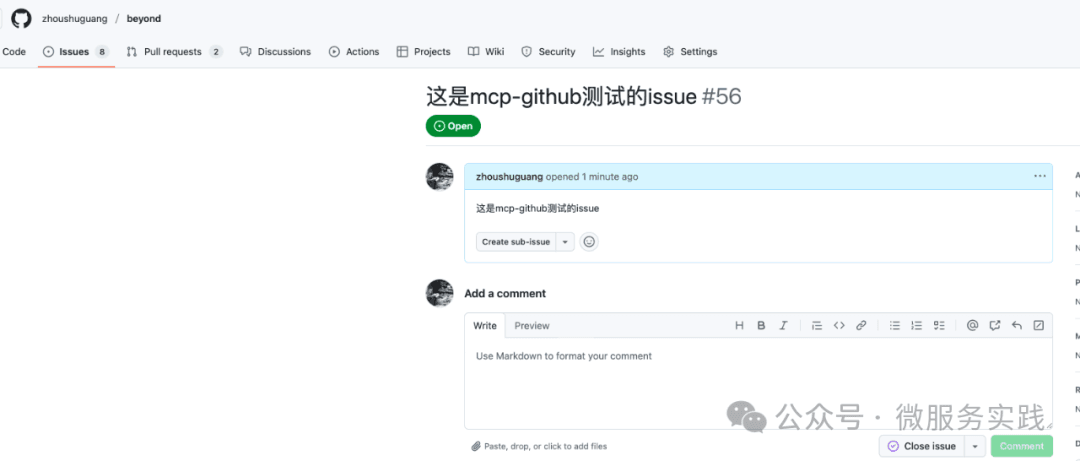 zhoushuguang / beyond
Code Issues 8 Pull requests 2 Discussions Actions Projects Wiki Security Insights Settings
这是mcp-github测试的issue #56
Open
zhoushuguang opened 1 minute ago
这是mcp-github测试的issue
Create sub-issue
Add a comment
Write Preview
Use Markdown to format your comment
公众号 · 微服务实践
Paste, drop, or click to add files
Close issue Comment